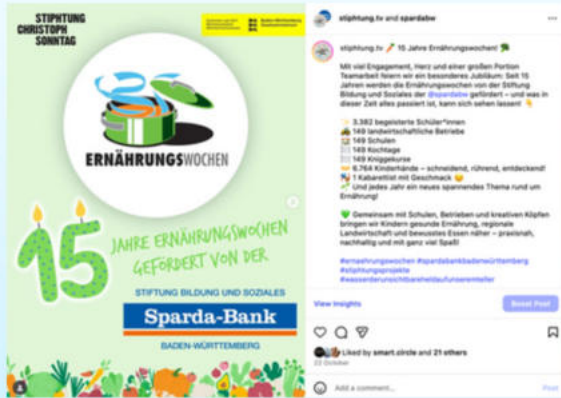 STIPHTUNG
CHRISTOPH
SONNTAG
ERNÄHRUNGSWOCHEN
15
JAHRE ERNÄHRUNGSWOCHEN
GEFÖRDERT VON DER
STIFTUNG BILDUNG UND SOZIALES
Sparda-Bank
BADEN-WÜRTTEMBERG
stiphtung.tv and spardabw
stiphtung.tv 🥕 15 Jahre Ernährungswochen! 🥦
Mit viel Engagement, Herz und einer großen Portion
Teamarbeit feiern wir ein besonderes Jubiläum: Seit 15
Jahren werden die Ernährungswochen von der Stiftung
Bildung und Soziales der @spardabw gefördert – und was in
dieser Zeit alles passiert ist, kann sich sehen lassen! 👇
3.382 begeisterte Schüler*innen
149 landwirtschaftliche Betriebe
149 Schulen
149 Kochtage
149 Kniggekurse
6.764 Kinderhände – schneidend, rührend, entdeckend!
1 Kabarettist mit Geschmack 😄
Und jedes Jahr ein neues spannendes Thema rund um
Ernährung!
💚 Gemeinsam mit Schulen, Betrieben und kreativen Köpfen
bringen wir Kindern gesunde Ernährung, regionale
Landwirtschaft und bewusstes Essen näher – praxisnah,
nachhaltig und mit ganz viel Spaß!
#ernaehrungswochen #spardabankbadenwürttemberg
#stiphtungsprojekte
#wasserderunsichtbareheldaufunseremteller
View Insights
Boost Post
Liked by smart.circle and 21 others
22 October
Add a comment...
Post